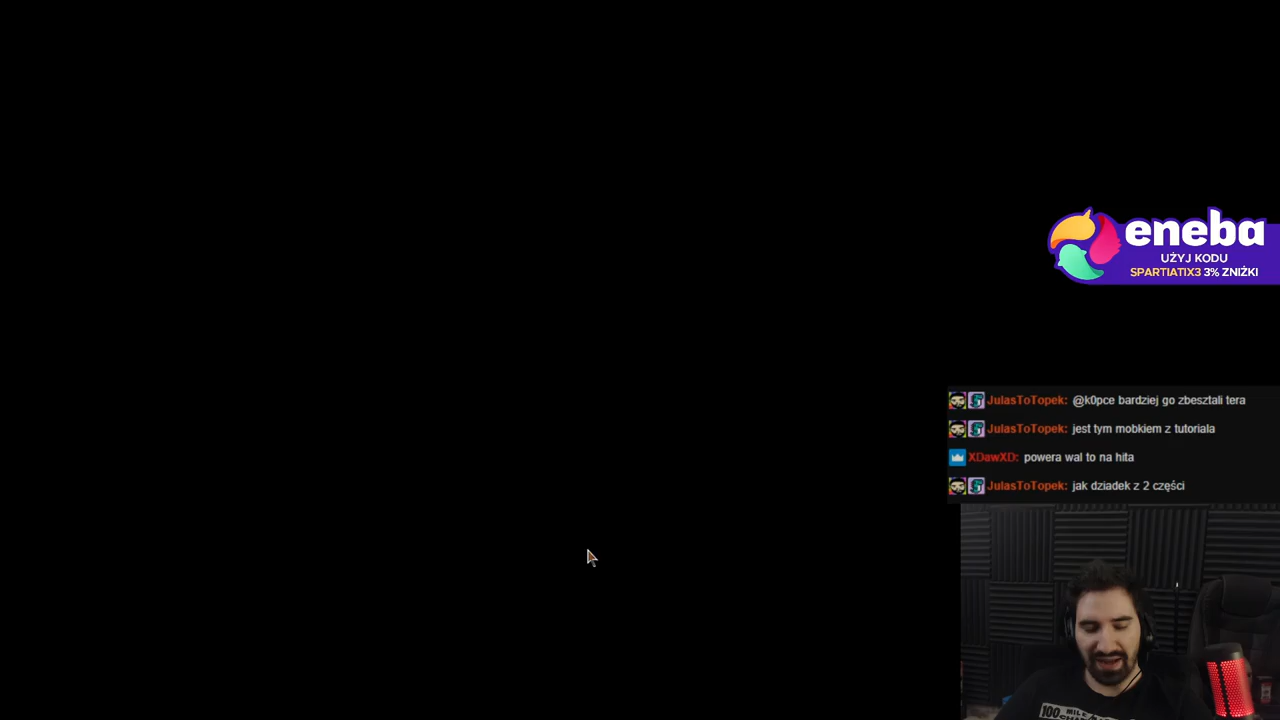 eneba
UŻYJ KODU
SPARTIATIX3 3% ZNIŻKI
JulasToTopek: @k0pce bardziej go zbesztali tera
JulasToTopek: jest tym mobkiem z tutoriala
XDawXD: powera wal to na hita
JulasToTopek: jak dziadek z 2 części
100